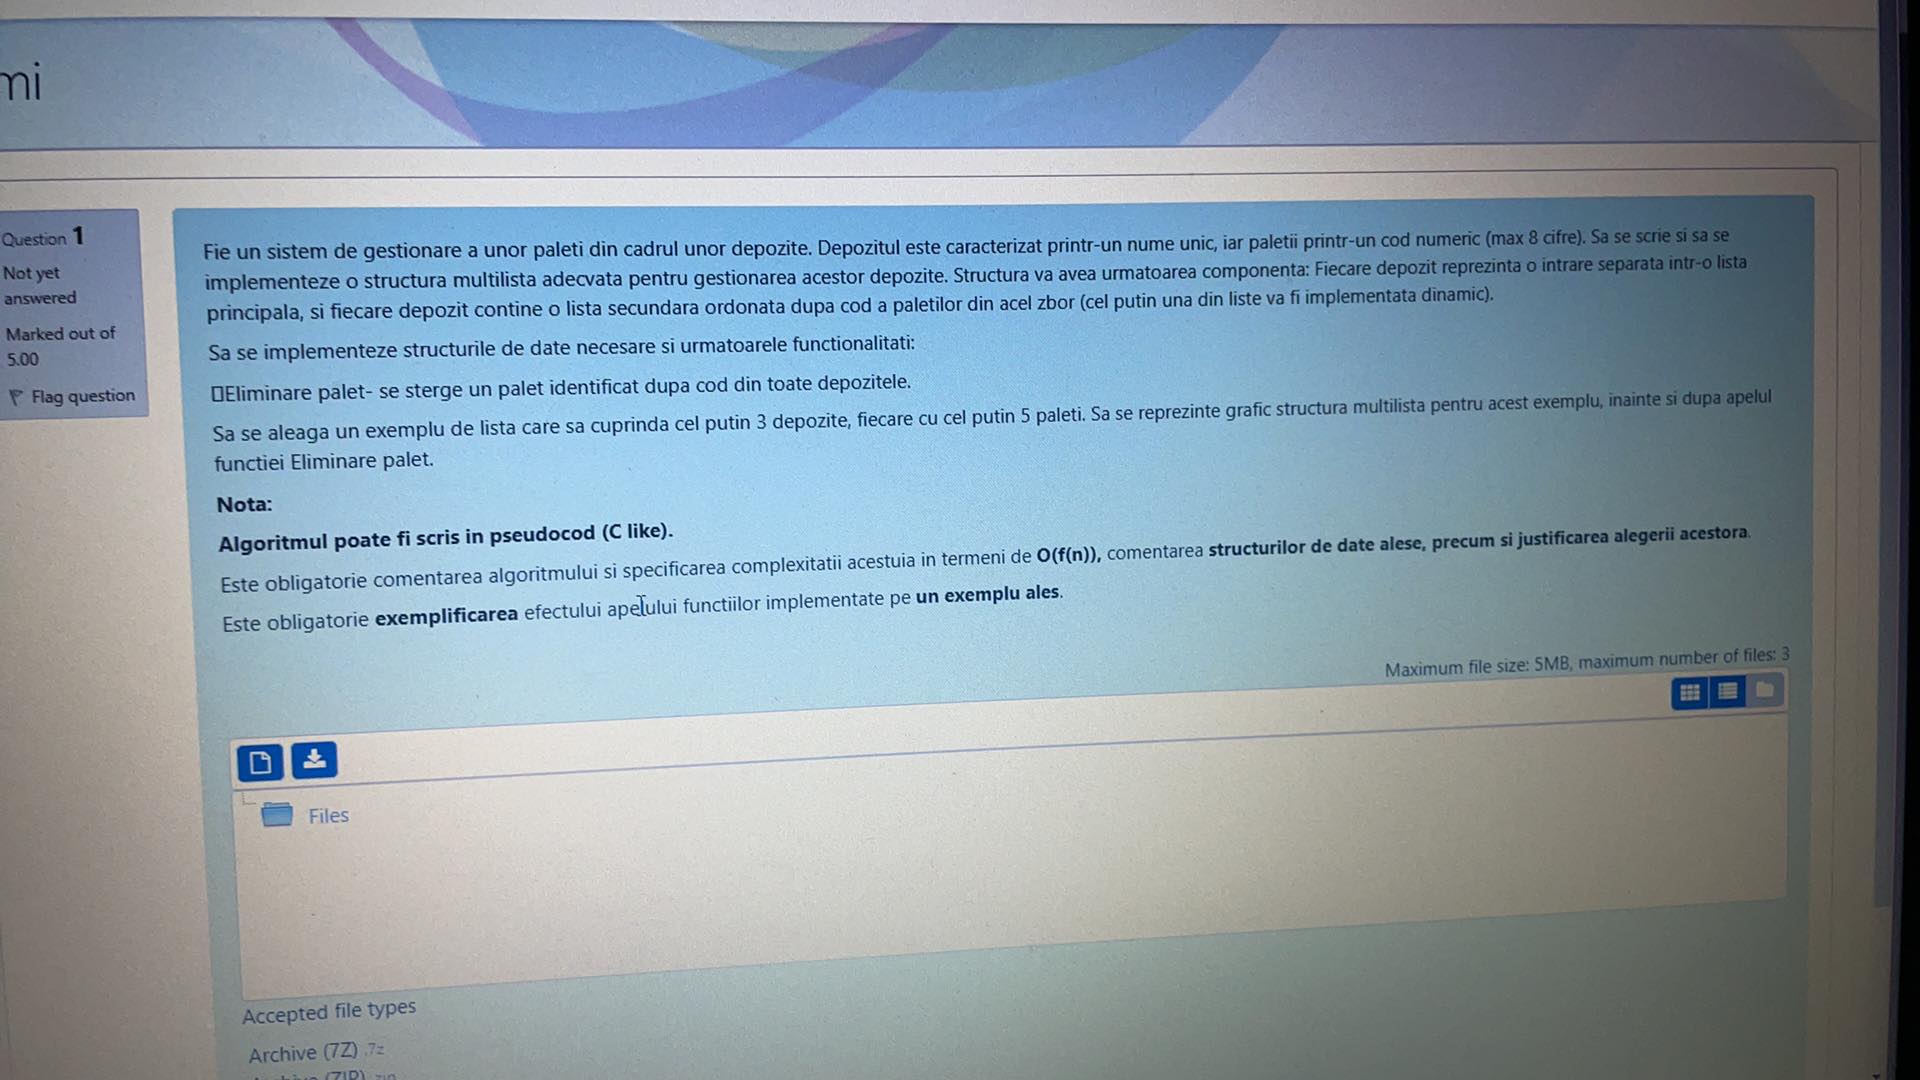 mi
Question 1
Not yet
answered
Marked out of
5.00
Flag question
Fie un sistem de gestionare a unor paleti din cadrul unor depozite. Depozitul este caracterizat printr-un nume unic, iar paletii printr-un cod numeric (max 8 cifre). Sa se scrie si sa se
implementeze o structura multilista adecvata pentru gestionarea acestor depozite. Structura va avea urmatoarea componenta: Fiecare depozit reprezinta o intrare separata intr-o lista
principala, si fiecare depozit contine o lista secundara ordonata dupa cod a paletilor din acel zbor (cel putin una din liste va fi implementata dinamic).
Sa se implementeze structurile de date necesare si urmatoarele functionalitati:
Eliminare palet- se sterge un palet identificat dupa cod din toate depozitele.
Sa se aleaga un exemplu de lista care sa cuprinda cel putin 3 depozite, fiecare cu cel putin 5 paleti. Sa se reprezinte grafic structura multilista pentru acest exemplu, inainte si dupa apelul
functiei Eliminare palet.
Nota:
Algoritmul poate fi scris in pseudocod (C like).
Este obligatorie comentarea algoritmului si specificarea complexitatii acestuia in termeni de O(f(n)), comentarea structurilor de date alese, precum si justificarea alegerii acestora.
Este obligatorie exemplificarea efectului apelului functiilor implementate pe un exemplu ales.
Maximum file size: 5MB, maximum number of files: 3
Files
Accepted file types
Archive (7Z) .7z
Archive (ZIP) .zip